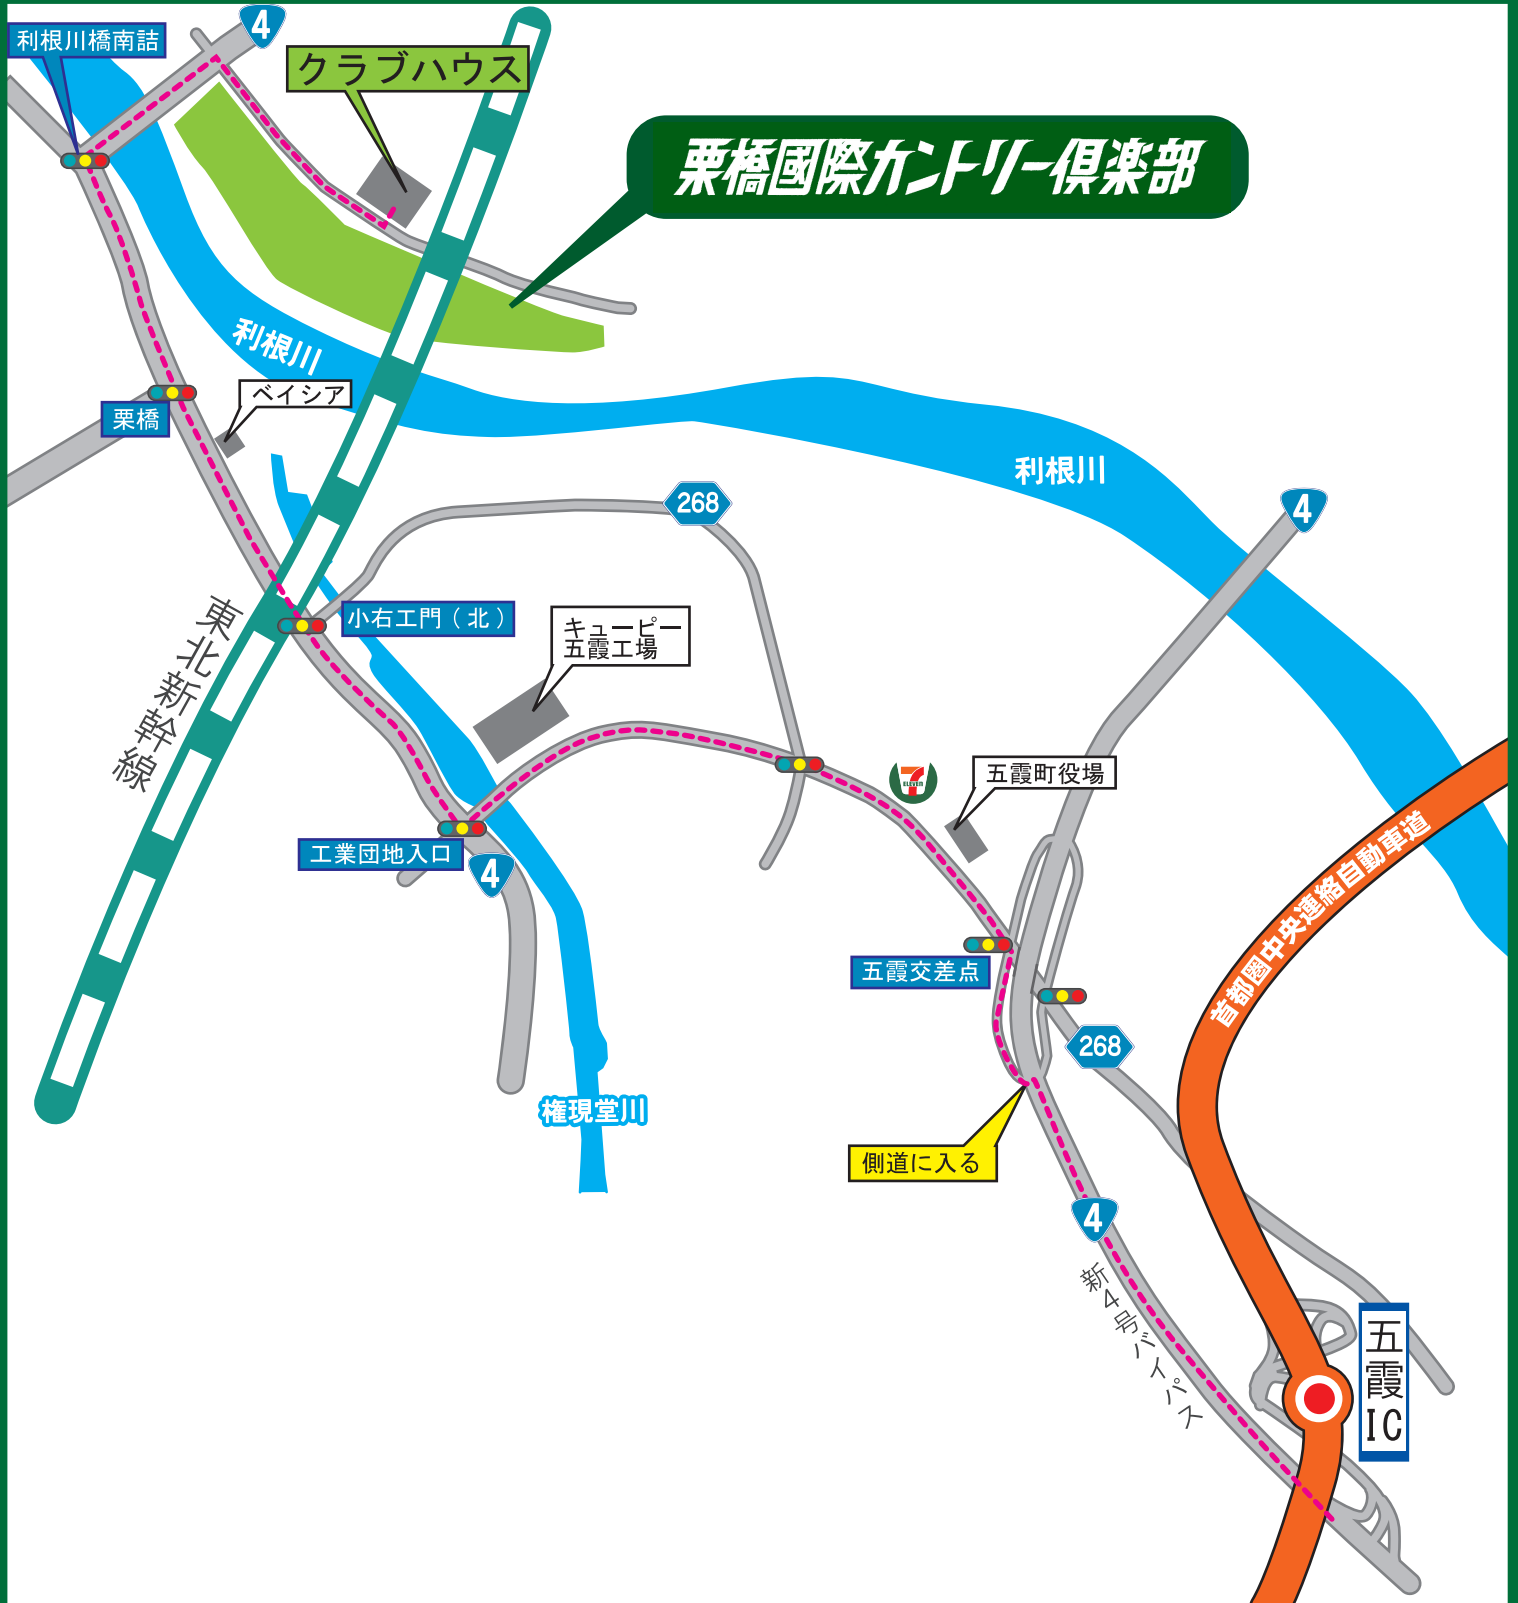 利根川橋南詰
4
クラブハウス
栗橋國際カントリー倶楽部
利根川
ベイシア
栗橋
利根川
268
4
小右工門（北）
キューピー
五霞工場
東北新幹線
7
ELEVEN
五霞町役場
工業団地入口
4
首都圏中央連絡自動車道
五霞交差点
268
権現堂川
側道に入る
4
新4号バイパス
五霞IC